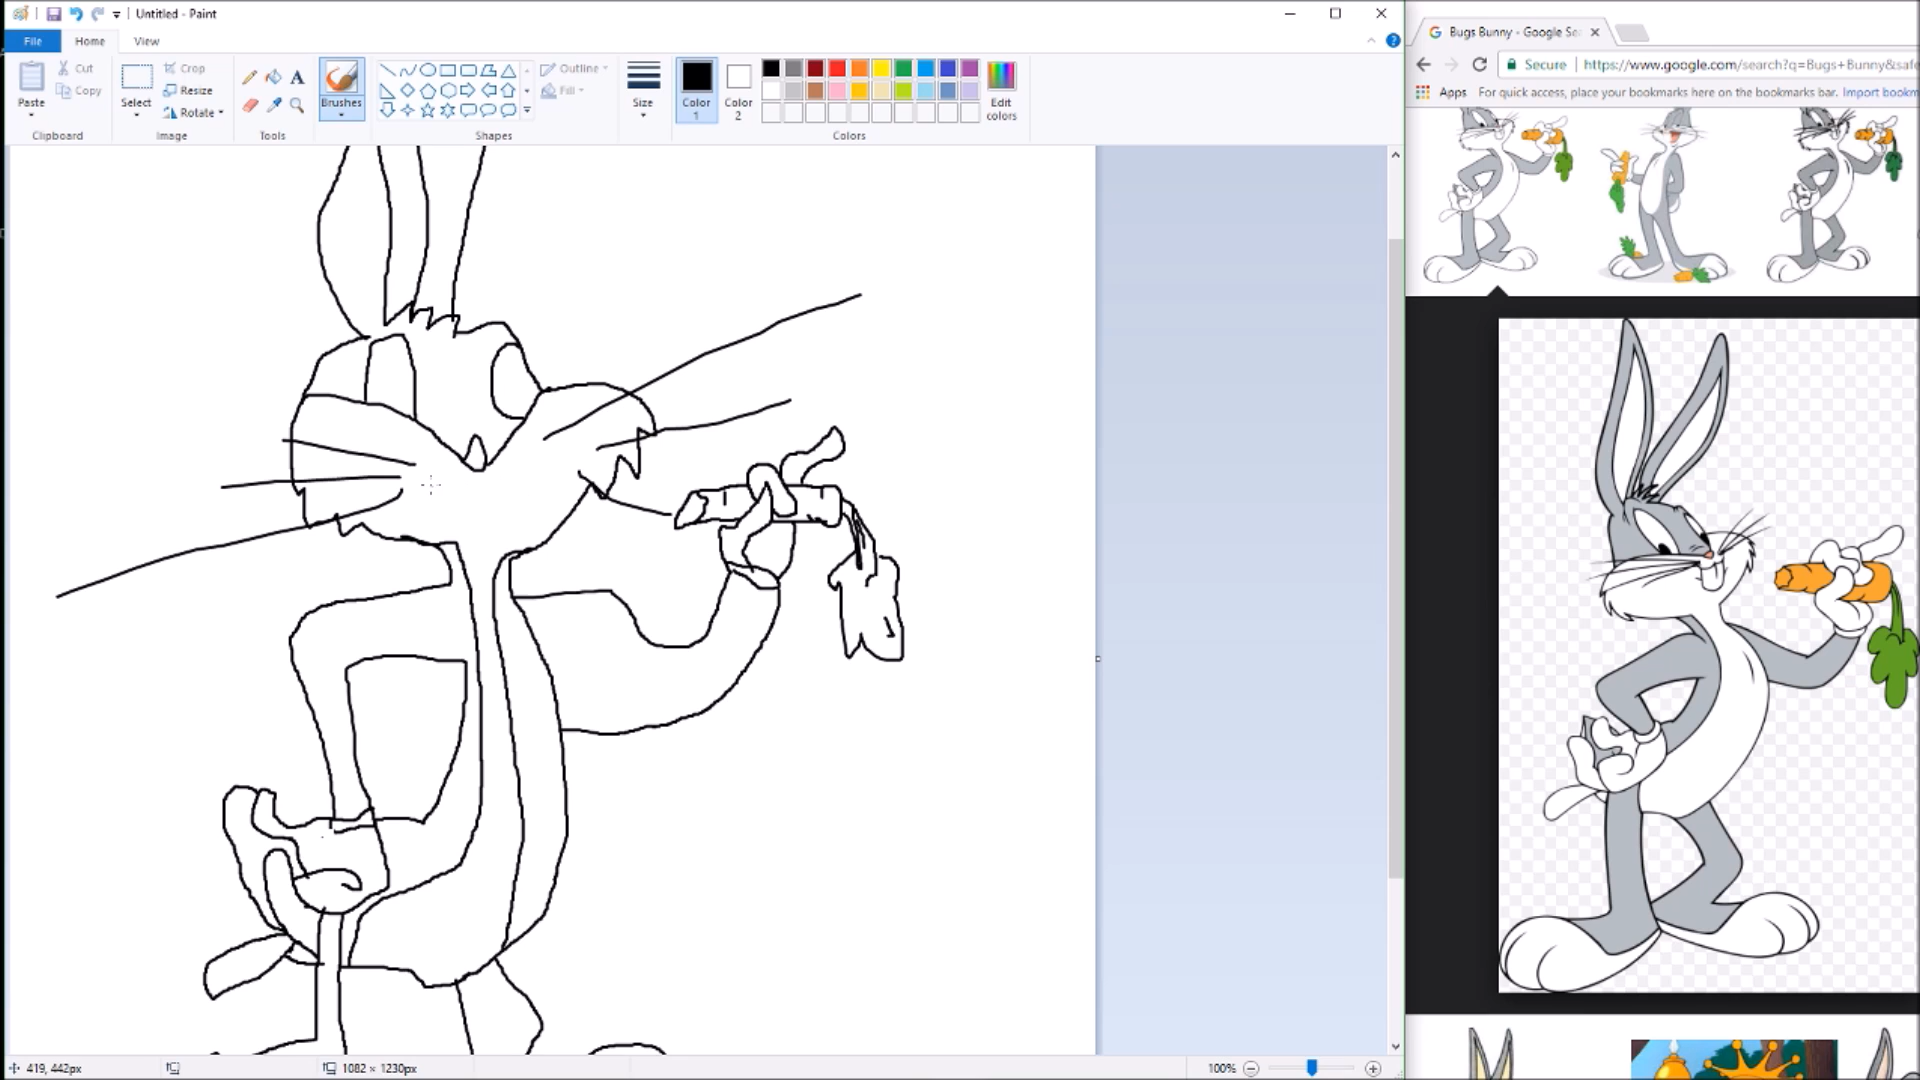 Untitled - Paint
File Home View
Paste
Cut
Copy
Clipboard
Select
Crop
Resize
Rotate
Image
A
Tools
Brushes
Shapes
Outline
Fill
Size
Color 1
Color 2
Edit colors
Colors
Bugs Bunny - Google Se
Secure https://www.google.com/search?q=Bugs+Bunny&safe
Apps For quick access, place your bookmarks here on the bookmarks bar. Import bookm
419, 442px
1082 × 1230px
100%